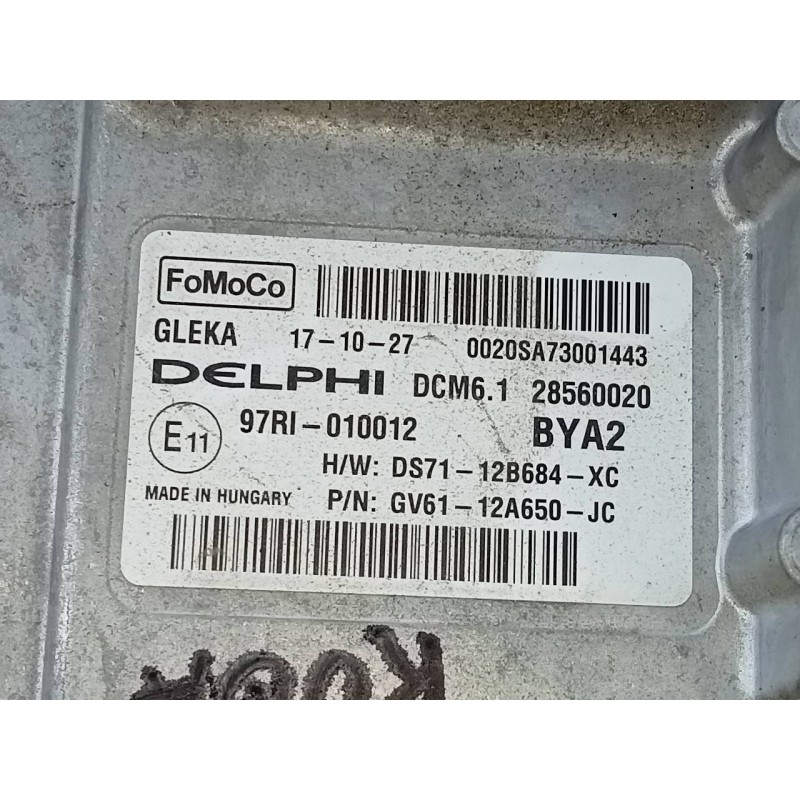 FoMoCo
GLEKA 17-10-27 0020SA73001443
DELPHI DCM6.1 28560020
E11 97RI-010012 BYA2
H/W: DS71-12B684-XC
MADE IN HUNGARY P/N: GV61-12A650-JC